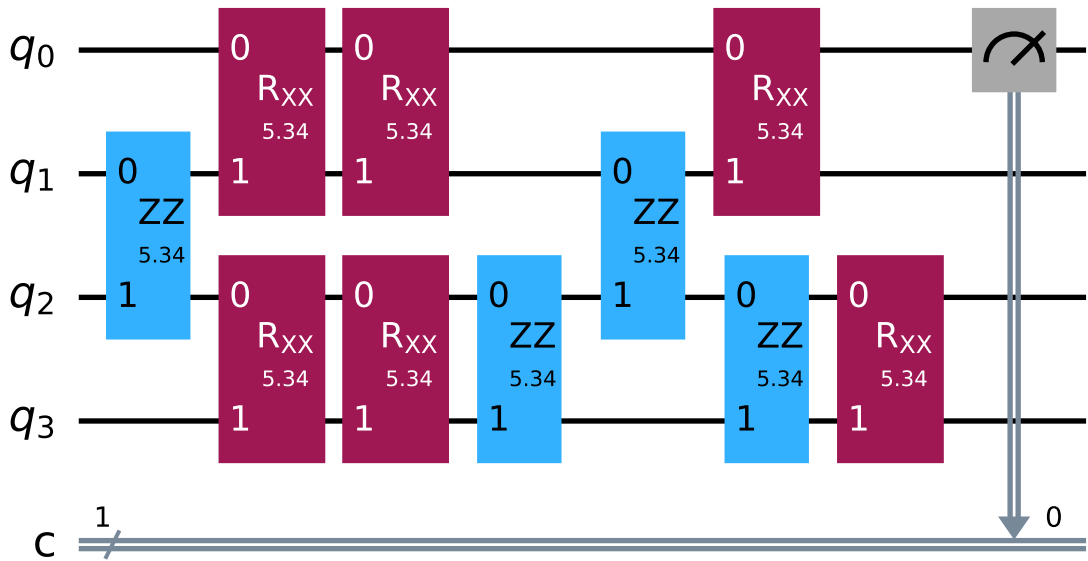 q0 0 0 0
RXX RXX RXX
5.34 5.34 5.34
q1 0 1 1 0 1
ZZ ZZ
5.34 5.34
q2 1 0 0 0 1 0 0
RXX RXX ZZ ZZ RXX
5.34 5.34 5.34 5.34 5.34
q3 1 1 1 1 1
1 0
c